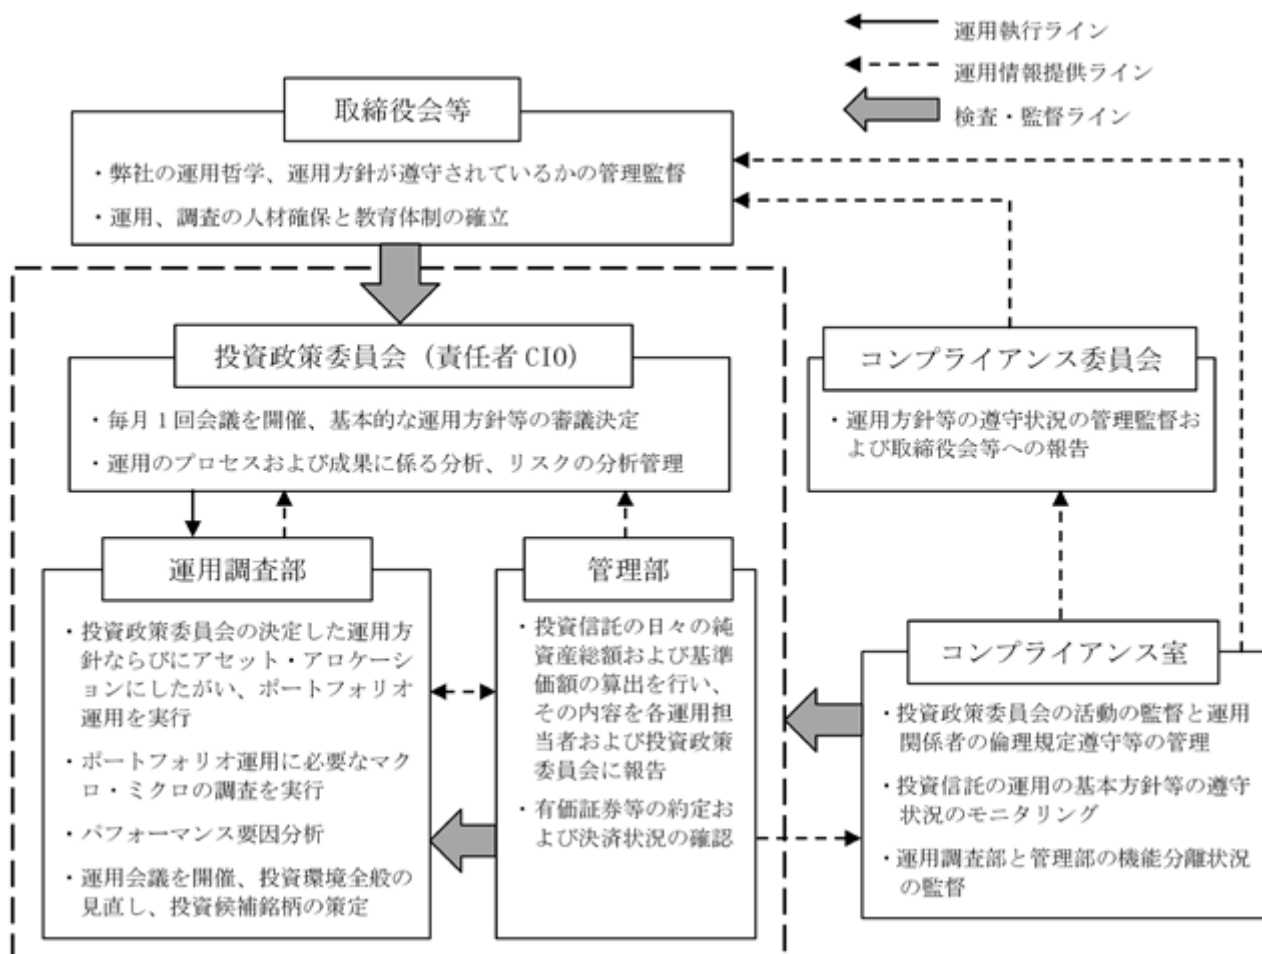 運用執行ライン
運用情報提供ライン
検査・監督ライン
取締役会等
・弊社の運用哲学、運用方針が遵守されているかの管理監督
・運用、調査の人材確保と教育体制の確立
投資政策委員会（責任者 CIO）
・毎月１回会議を開催、基本的な運用方針等の審議決定
・運用のプロセスおよび成果に係る分析、リスクの分析管理
コンプライアンス委員会
・運用方針等の遵守状況の管理監督お
よび取締役会等への報告
運用調査部
・投資政策委員会の決定した運用方
針ならびにアセット・アロケーシ
ョンにしたがい、ポートフォリオ
運用を実行
・ポートフォリオ運用に必要なマク
ロ・ミクロの調査を実行
・パフォーマンス要因分析
・運用会議を開催、投資環境全般の
見直し、投資候補銘柄の策定
管理部
・投資信託の日々の純
資産総額および基準
価額の算出を行い、
その内容を各運用担
当者および投資政策
委員会に報告
・有価証券等の約定お
よび決済状況の確認
コンプライアンス室
・投資政策委員会の活動の監督と運用
関係者の倫理規定遵守等の管理
・投資信託の運用の基本方針等の遵守
状況のモニタリング
・運用調査部と管理部の機能分離状況
の監督